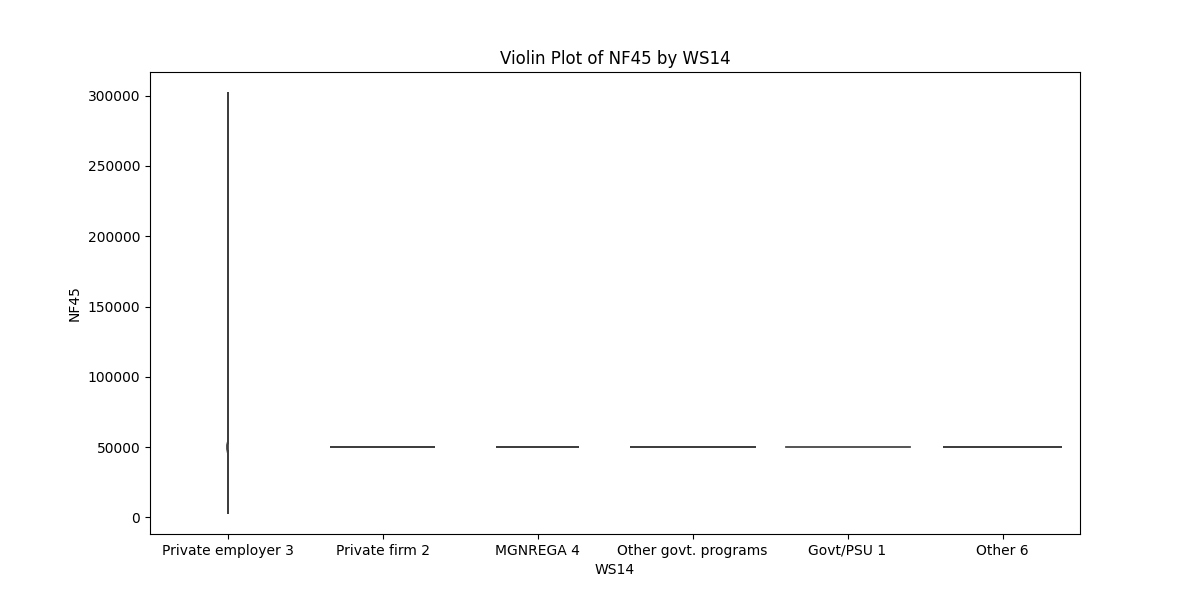 Violin Plot of NF45 by WS14
300000
250000
200000
150000
100000
50000
0
NF45
Private employer 3 Private firm 2 MGNREGA 4 Other govt. programs Govt/PSU 1 Other 6
WS14